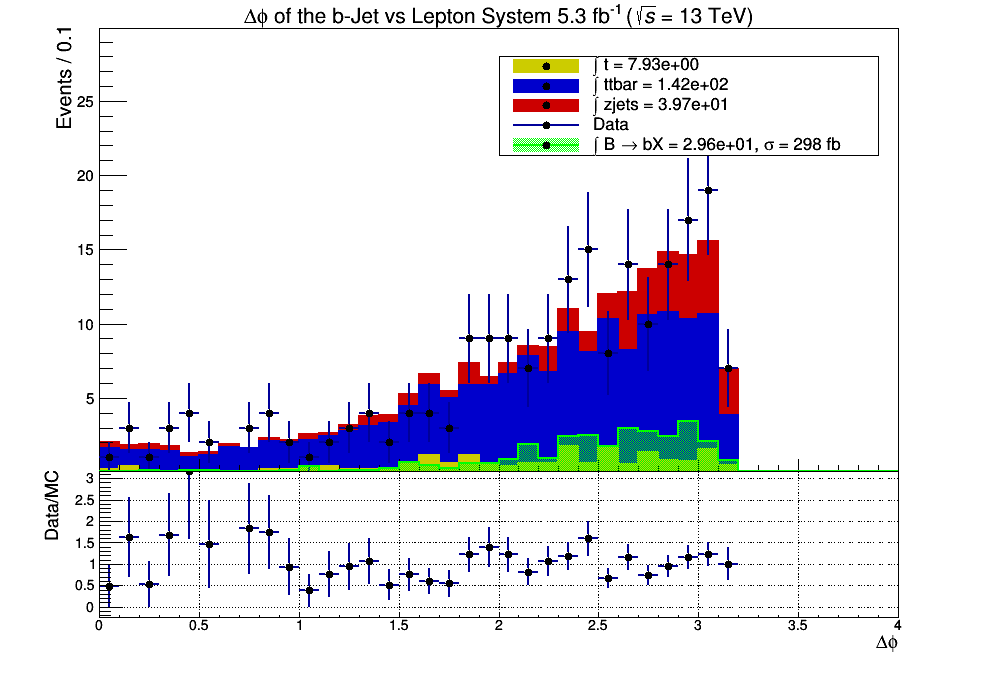 Δϕ of the b-Jet vs Lepton System 5.3 fb⁻¹ (√s = 13 TeV)
Events / 0.1
25
20
15
10
5
∫ t = 7.93e+00
∫ ttbar = 1.42e+02
∫ zjets = 3.97e+01
Data
∫ B → bX = 2.96e+01, σ = 298 fb
Data/MC
3
2.5
2
1.5
1
0.5
0
0 0.5 1 1.5 2 2.5 3 3.5 4
Δϕ